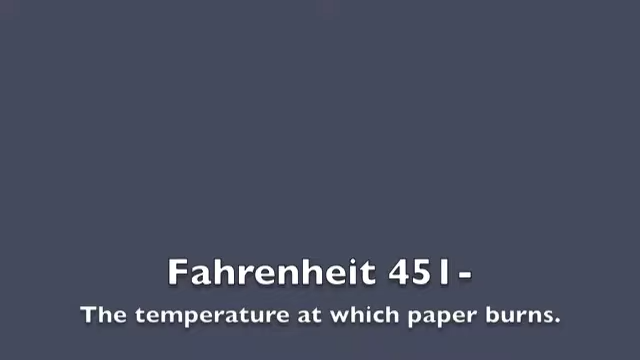 Fahrenheit 451-
The temperature at which paper burns.